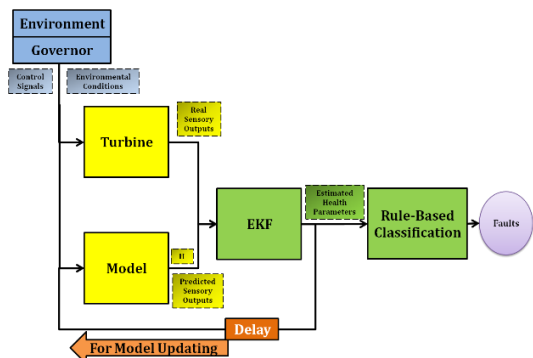 Environment
Governor
Control
Signals
Environmental
Conditions
Real
Sensory
Outputs
Turbine
Estimated
Health
Parameters
EKF
Rule-Based
Classification
Faults
H
Model
Predicted
Sensory
Outputs
Delay
For Model Updating